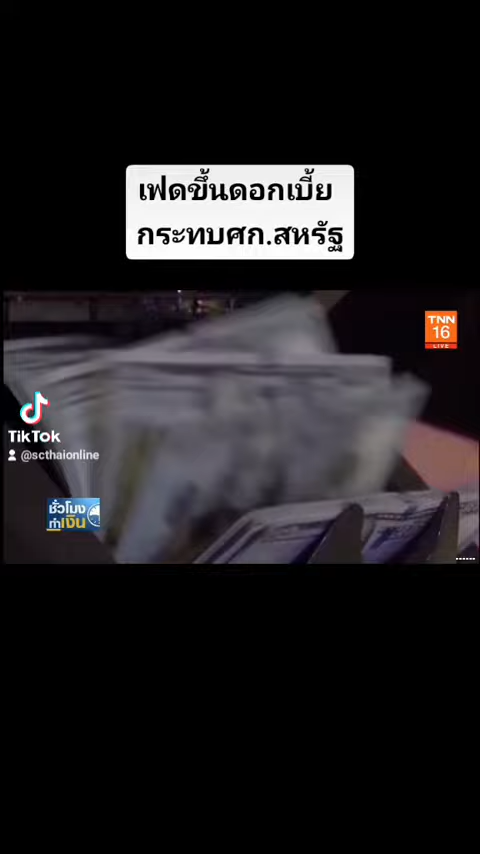 เฟดขึ้นดอกเบี้ย
กระทบศก.สหรัฐ
TNN
16
LIVE
TikTok
@scthaionline
ชั่วโมง
ทำเงิน